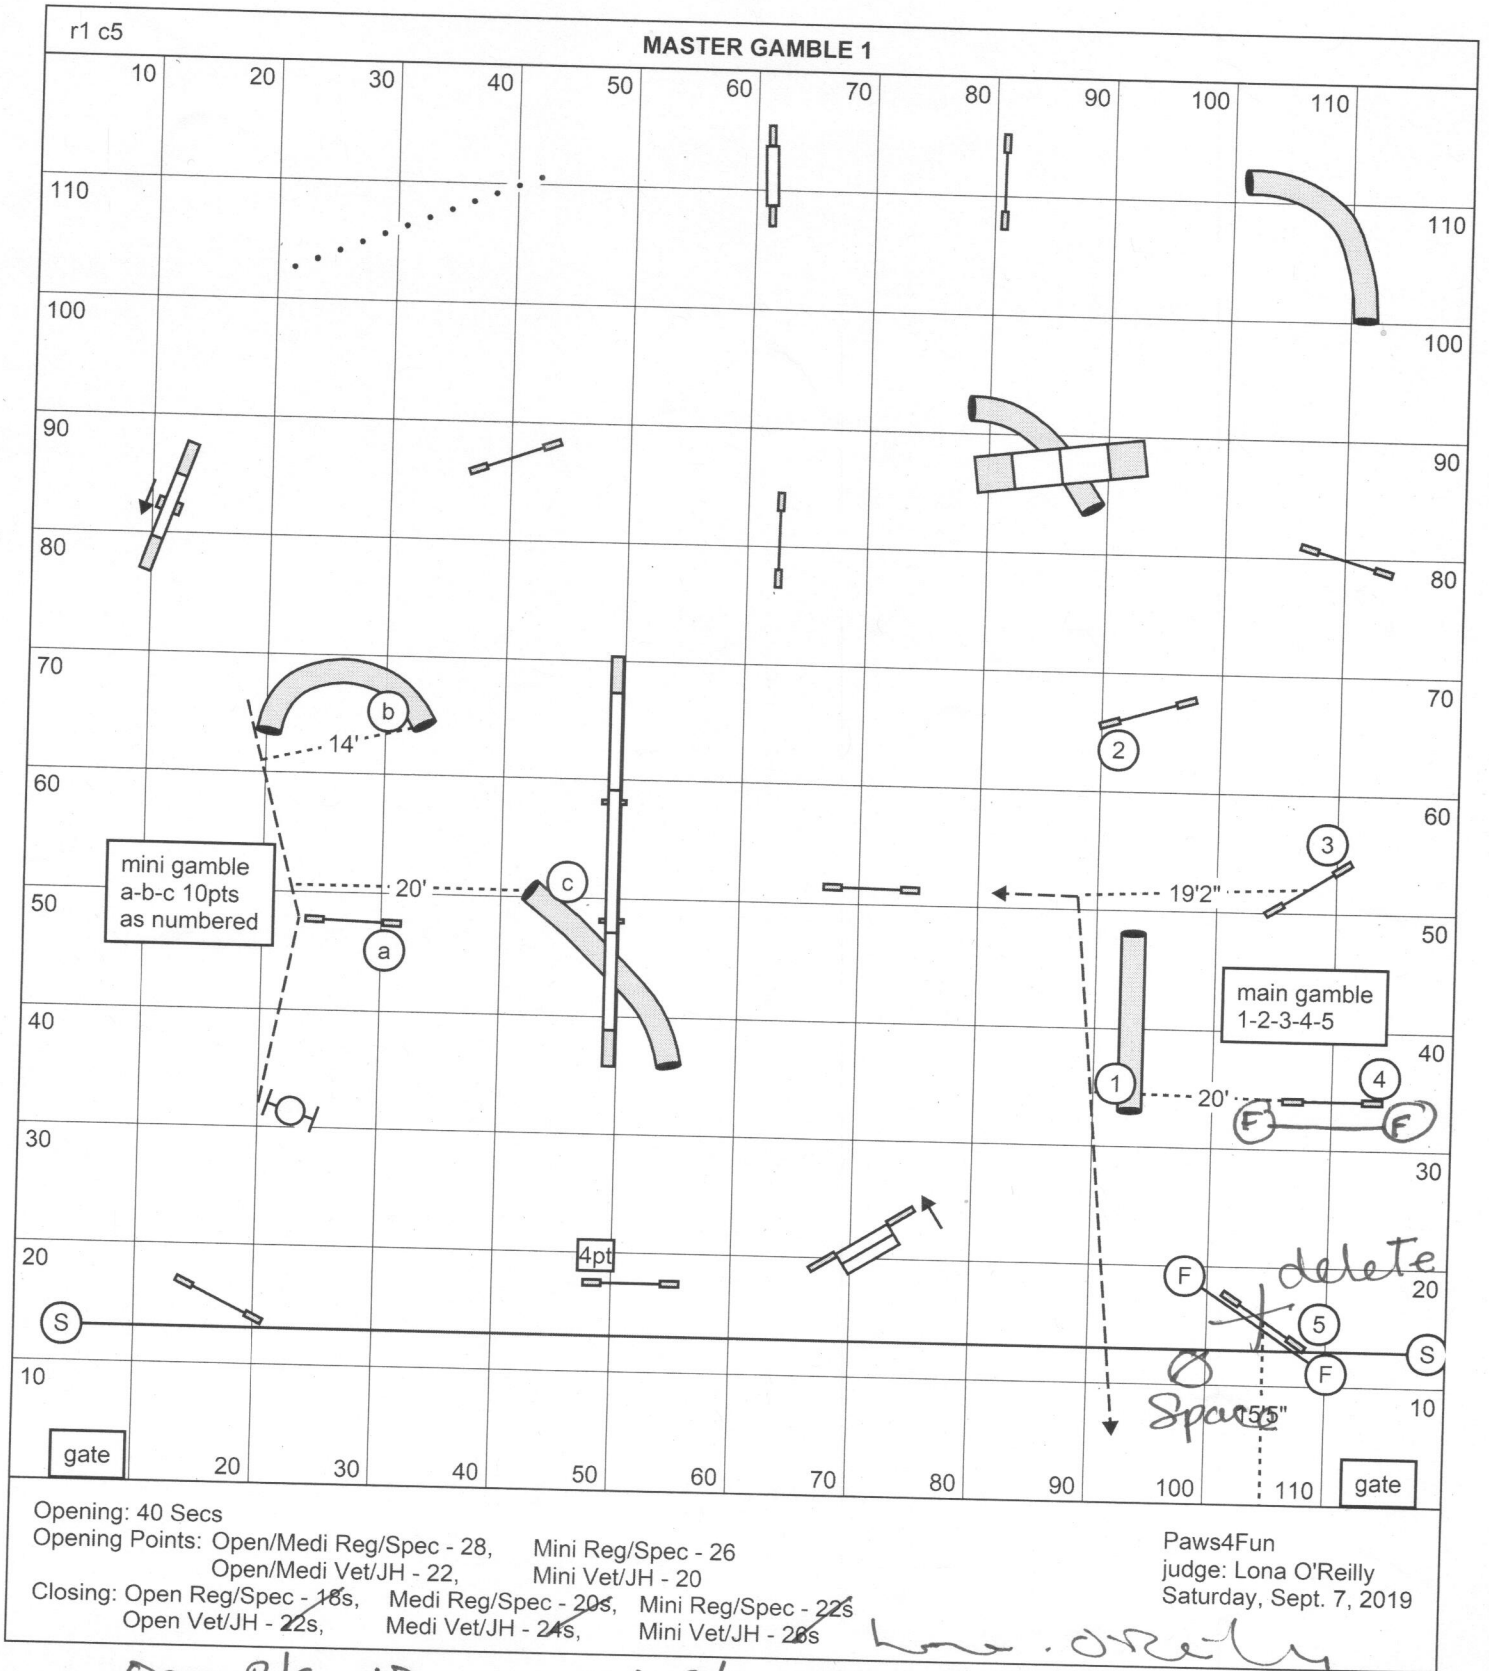 r1 c5
MASTER GAMBLE 1
10 20 30 40 50 60 70 80 90 100 110
110 110
100 100
90 90
80 80
70 70
b
14'
2
60 60
3
mini gamble
a-b-c 10pts
as numbered
c
50 20' 19'2" 50
a
main gamble
1-2-3-4-5
40 40
1 20' 4
F F
30 30
delete
20 4pt F 20
S 5 S
F
10 10
Space 15'5"
gate 20 30 40 50 60 70 80 90 100 110 gate
Opening: 40 Secs
Opening Points: Open/Medi Reg/Spec - 28, Mini Reg/Spec - 26
Open/Medi Vet/JH - 22, Mini Vet/JH - 20
Closing: Open Reg/Spec - 18s, Medi Reg/Spec - 20s, Mini Reg/Spec - 22s
Open Vet/JH - 22s, Medi Vet/JH - 24s, Mini Vet/JH - 26s
Paws4Fun
judge: Lona O'Reilly
Saturday, Sept. 7, 2019
Lona O'Reilly